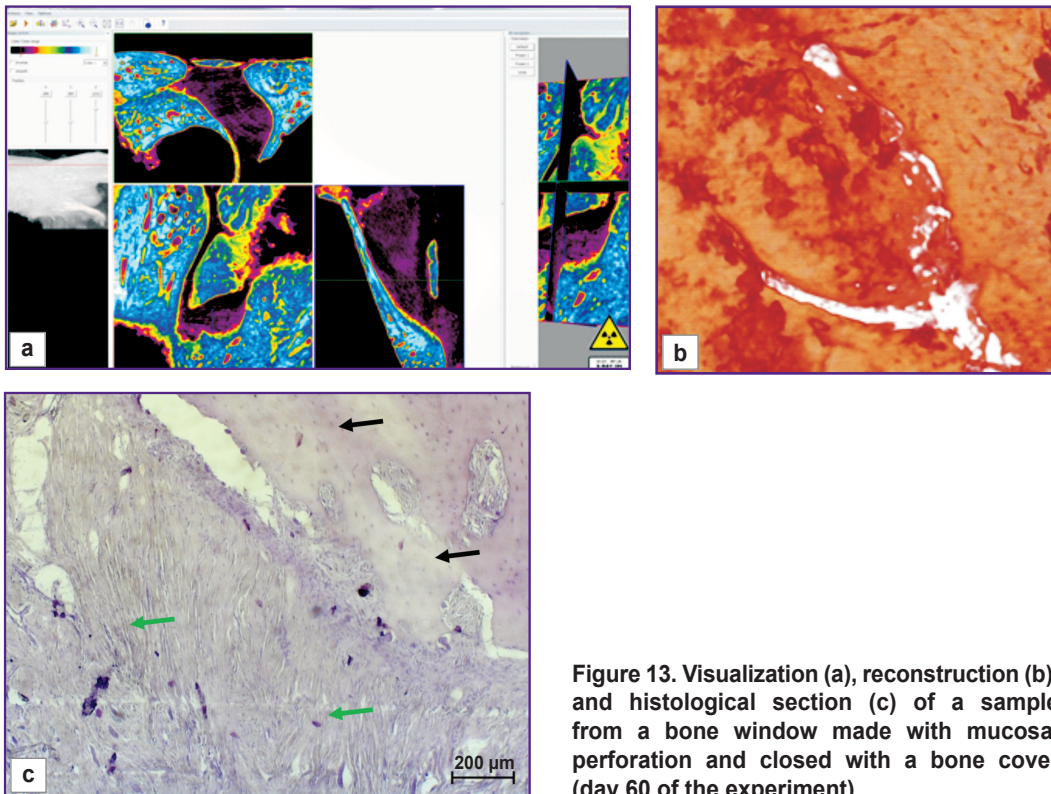 a
b
c
200 µm
Figure 13. Visualization (a), reconstruction (b)
and histological section (c) of a sample
from a bone window made with mucosa
perforation and closed with a bone cove
(day 60 of the experiment)